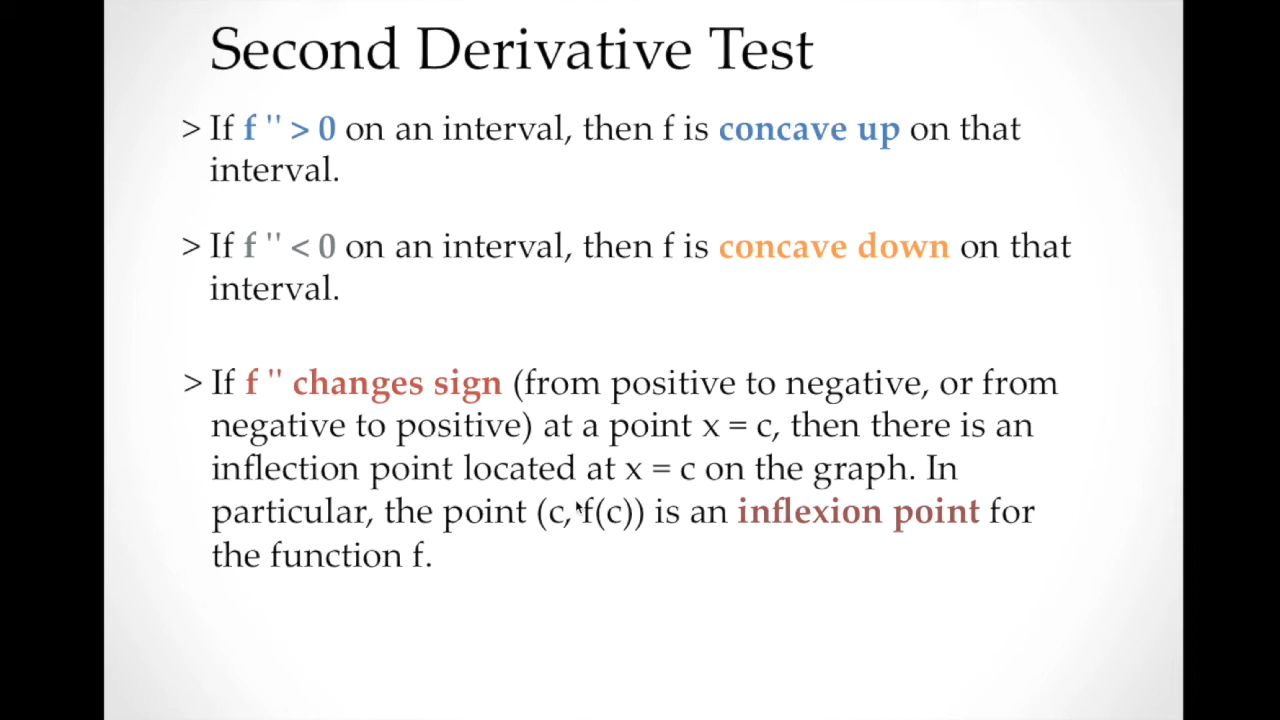 Second Derivative Test
> If f '' > 0 on an interval, then f is concave up on that
interval.
> If f '' < 0 on an interval, then f is concave down on that
interval.
> If f '' changes sign (from positive to negative, or from
negative to positive) at a point x = c, then there is an
inflection point located at x = c on the graph. In
particular, the point (c, f(c)) is an inflexion point for
the function f.